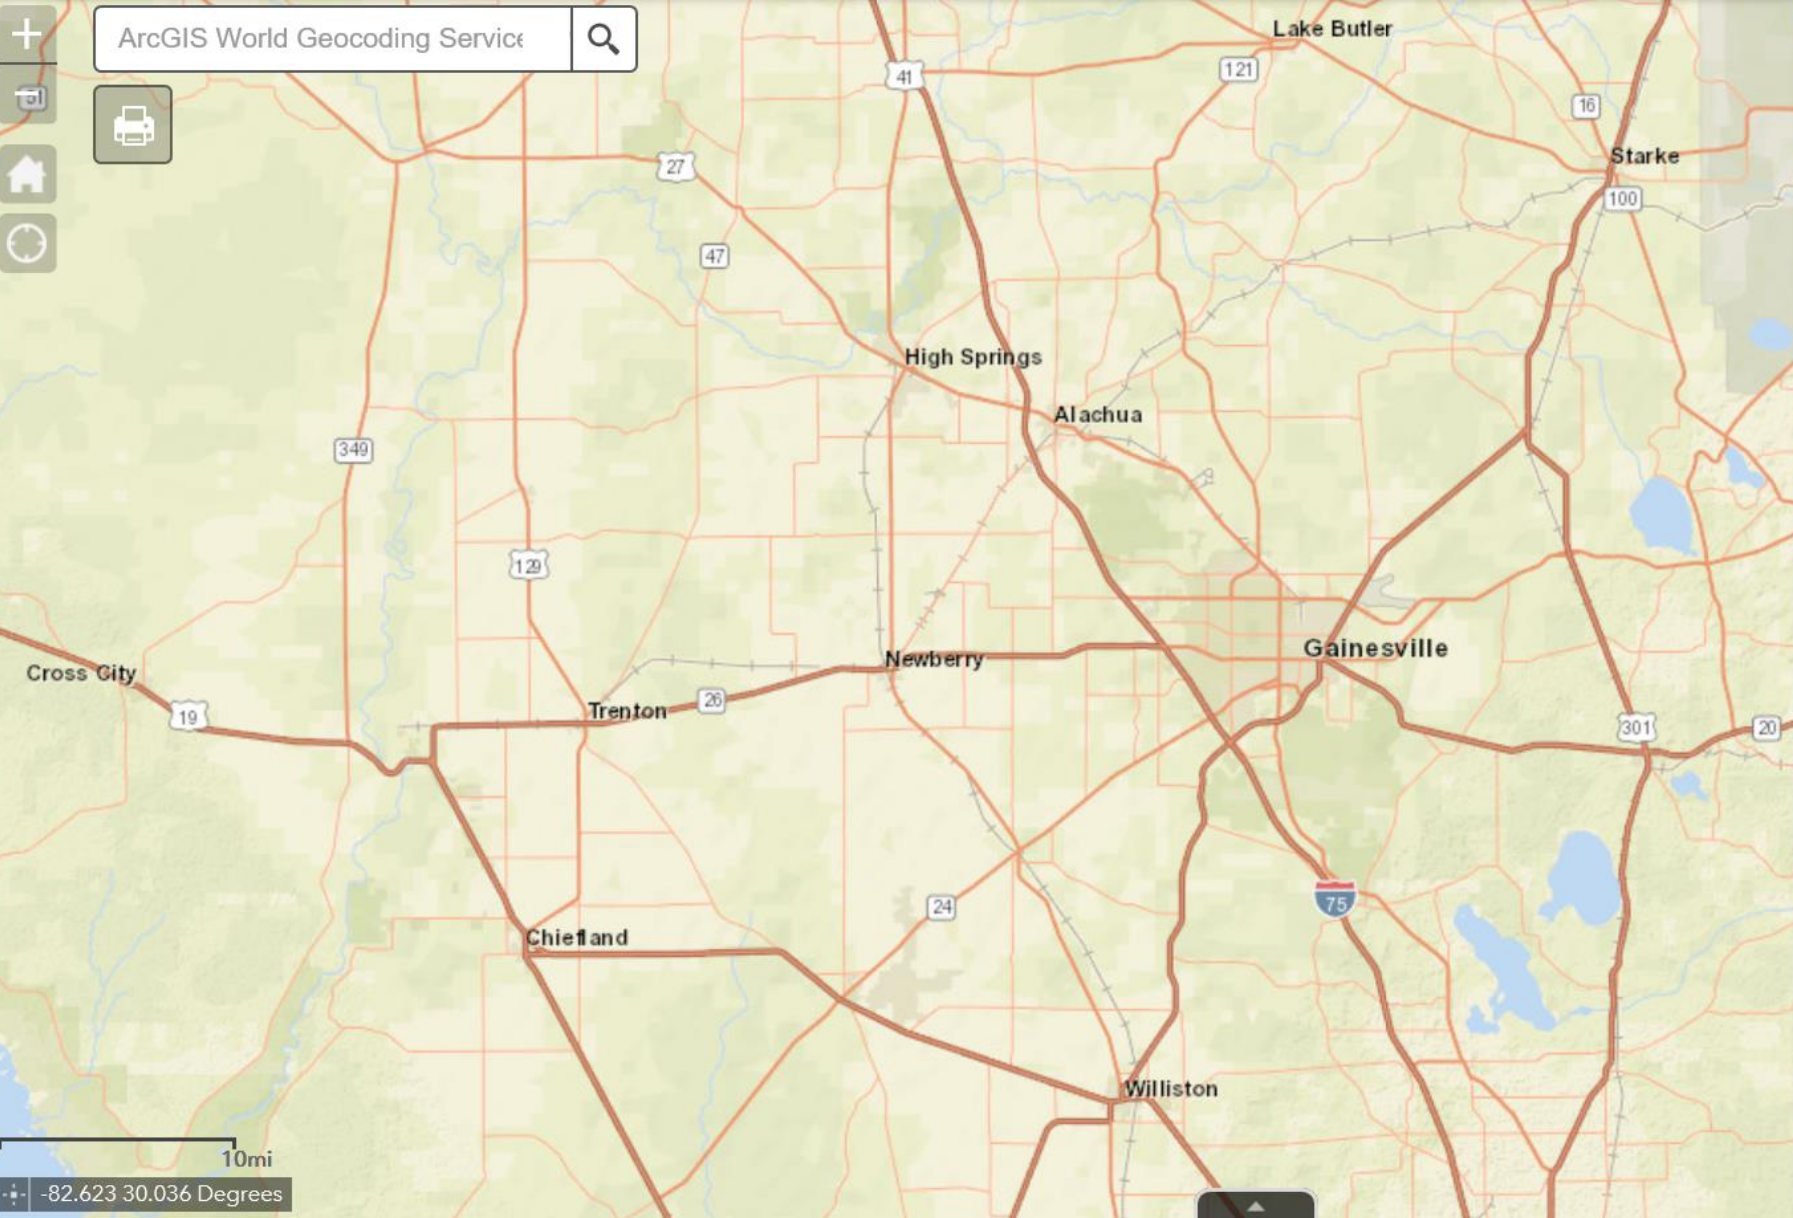 +
ArcGIS World Geocoding Service
Lake Butler
41
121
51
16
Starke
27
100
47
High Springs
Alachua
349
129
Gainesville
Newberry
Cross City
26
Trenton
19
301
20
75
24
Chiefland
Williston
10mi
-82.623 30.036 Degrees